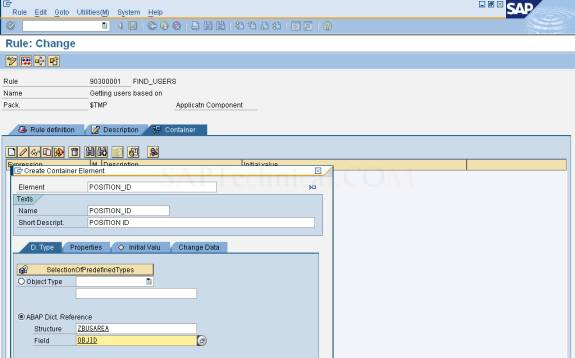 Rule Edit Goto Utilities(M) System Help
SAP
Rule: Change
Rule 90300001 FIND_USERS
Name Getting users based on
Pack. $TMP Applicatn Component
Rule definition Description Container
Expression M Description Initial value
SAPTechnical.COM
Create Container Element
Element POSITION_ID
Texts
Name POSITION_ID
Short Descript. POSITION ID
D. Type Properties Initial Valu Change Data
SelectionOfPredefinedTypes
Object Type
ABAP Dict. Reference
Structure ZBUSAREA
Field OBJID